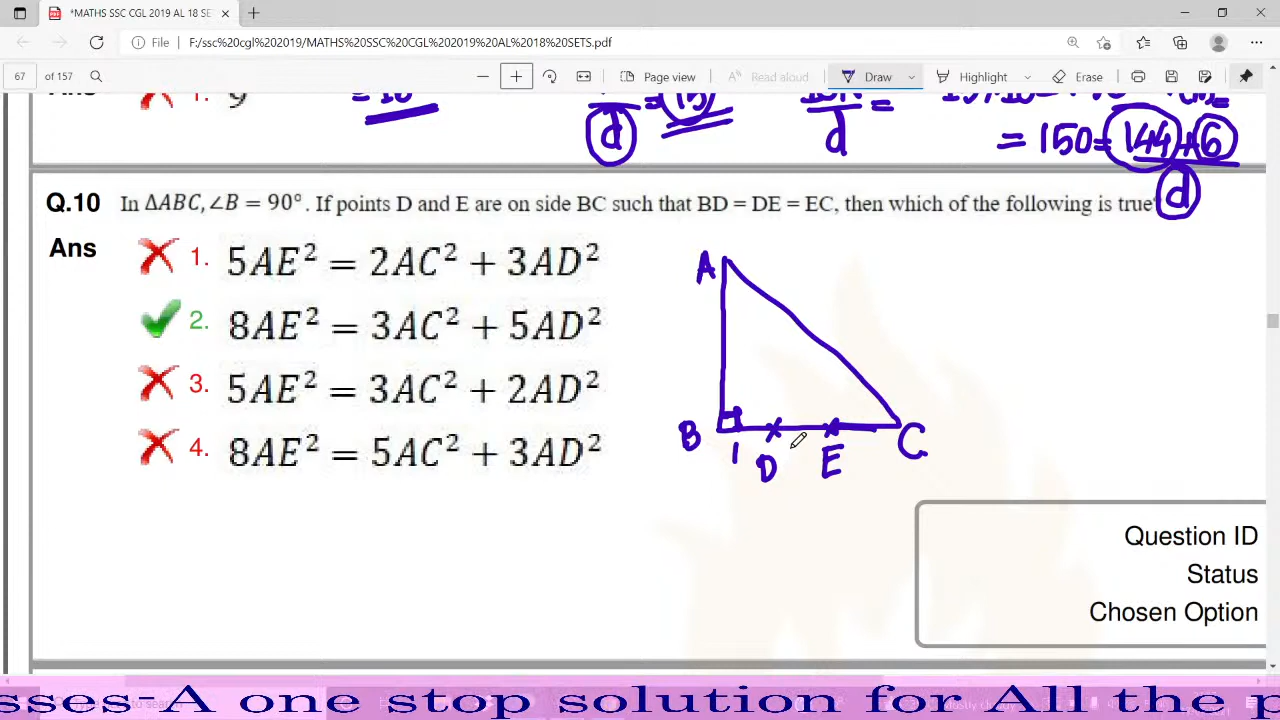 *MATHS SSC CGL 2019 AL 18 SET
File F:/ssc%20cgl%202019/MATHS%20SSC%20CGL%202019%20AL%2018%20SETS.pdf
67 of 157 Page view Read aloud Draw Highlight Erase
1. 9
d
d
= 150 = 144 + 6
d
Q.10 In ΔABC, ∠B = 90°. If points D and E are on side BC such that BD = DE = EC, then which of the following is true
Ans
1. 5AE² = 2AC² + 3AD²
2. 8AE² = 3AC² + 5AD²
3. 5AE² = 3AC² + 2AD²
4. 8AE² = 5AC² + 3AD²
A
B 1 D E C
Question ID
Status
Chosen Option
sses-A one stop solution for All the p